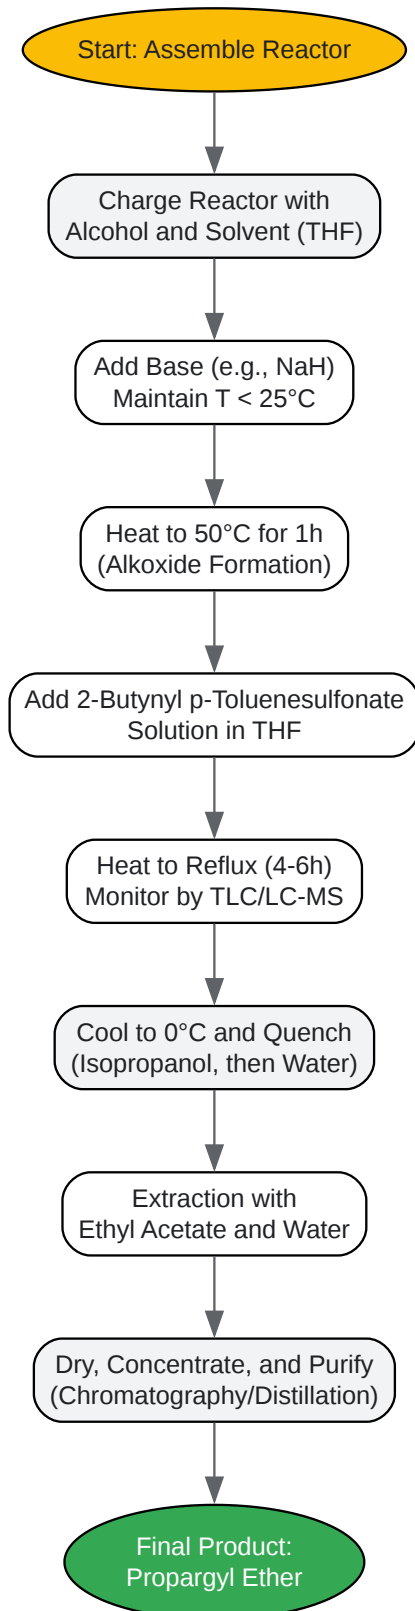 Start: Assemble Reactor
Charge Reactor with
Alcohol and Solvent (THF)
Add Base (e.g., NaH)
Maintain T < 25°C
Heat to 50°C for 1h
(Alkoxide Formation)
Add 2-Butynyl p-Toluenesulfonate
Solution in THF
Heat to Reflux (4-6h)
Monitor by TLC/LC-MS
Cool to 0°C and Quench
(Isopropanol, then Water)
Extraction with
Ethyl Acetate and Water
Dry, Concentrate, and Purify
(Chromatography/Distillation)
Final Product:
Propargyl Ether